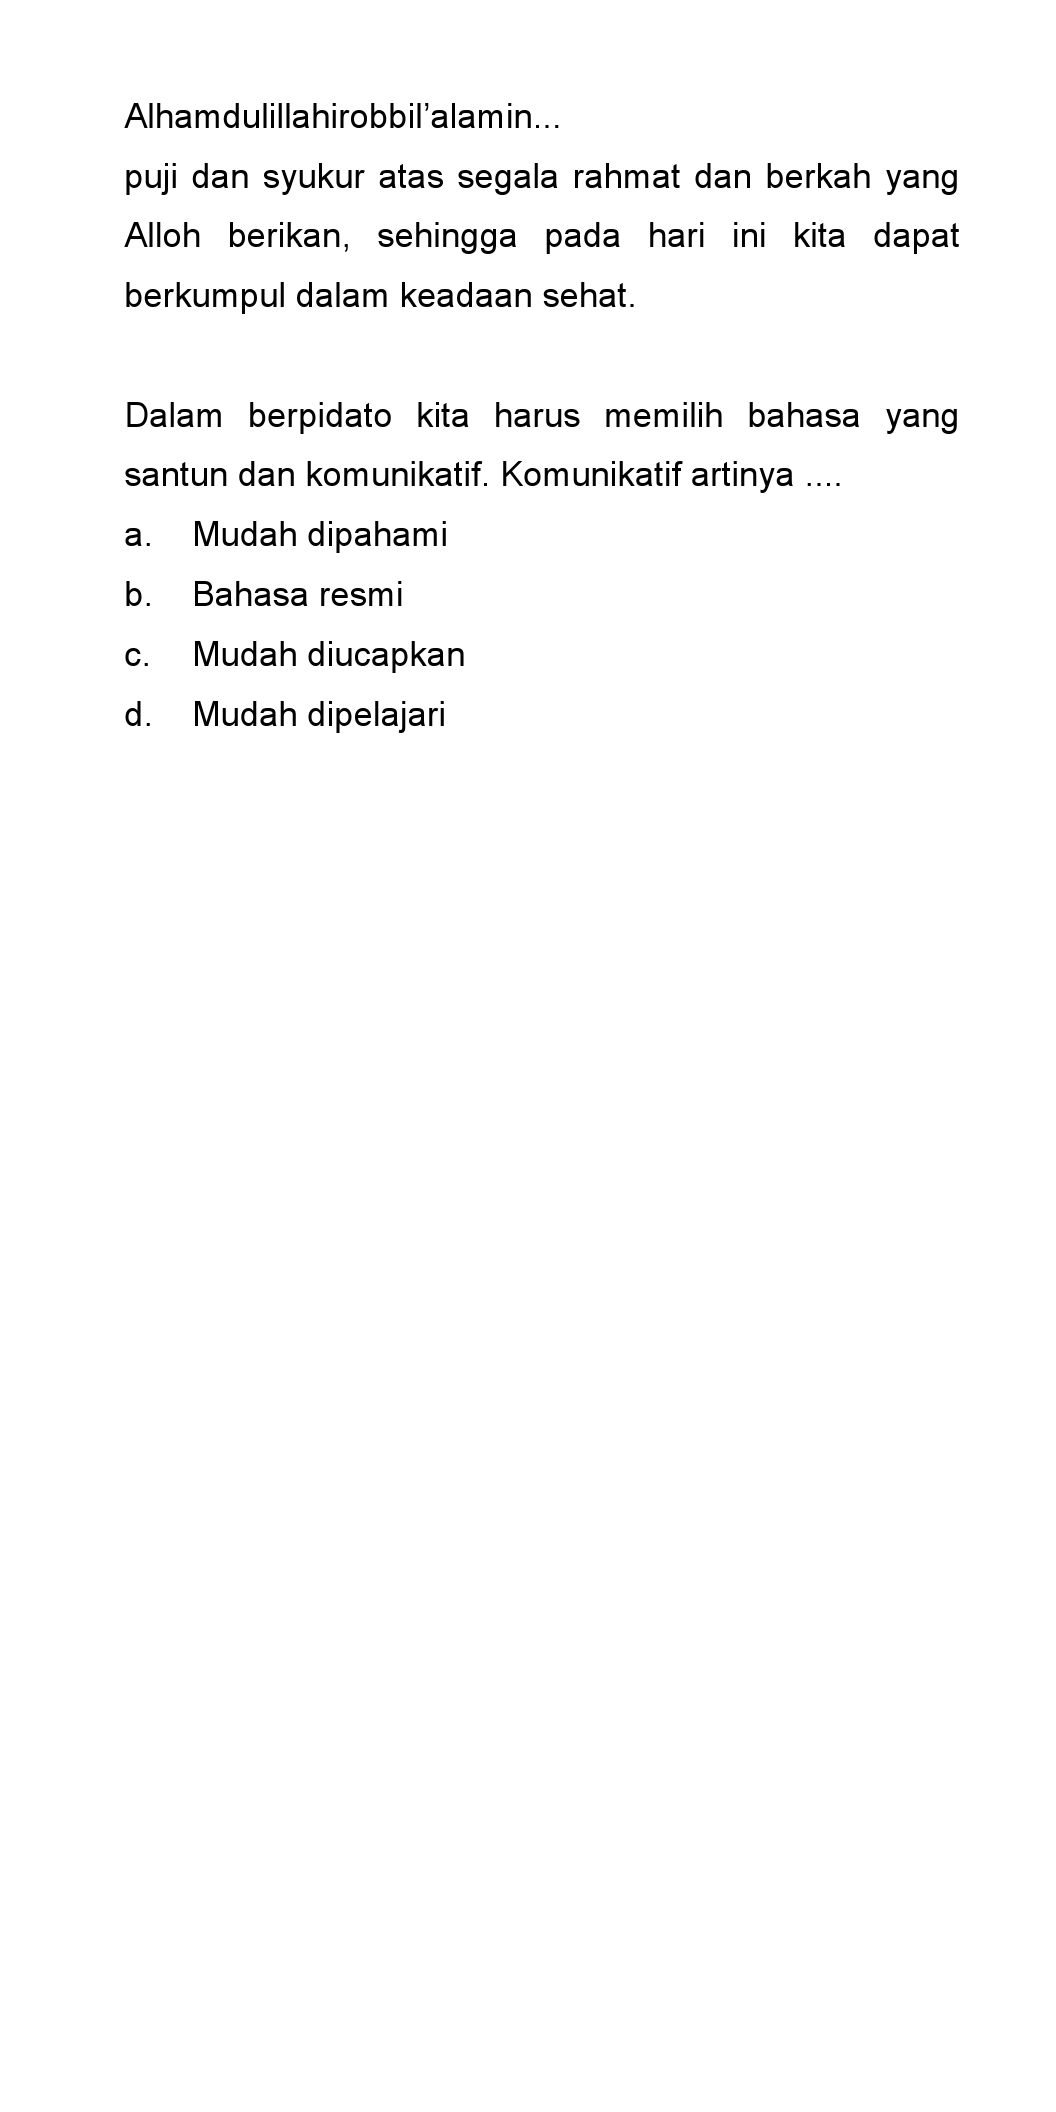 Alhamdulillahirobbil’alamin...
puji dan syukur atas segala rahmat dan berkah yang
Alloh berikan, sehingga pada hari ini kita dapat
berkumpul dalam keadaan sehat.
Dalam berpidato kita harus memilih bahasa yang
santun dan komunikatif. Komunikatif artinya ....
a. Mudah dipahami
b. Bahasa resmi
c. Mudah diucapkan
d. Mudah dipelajari